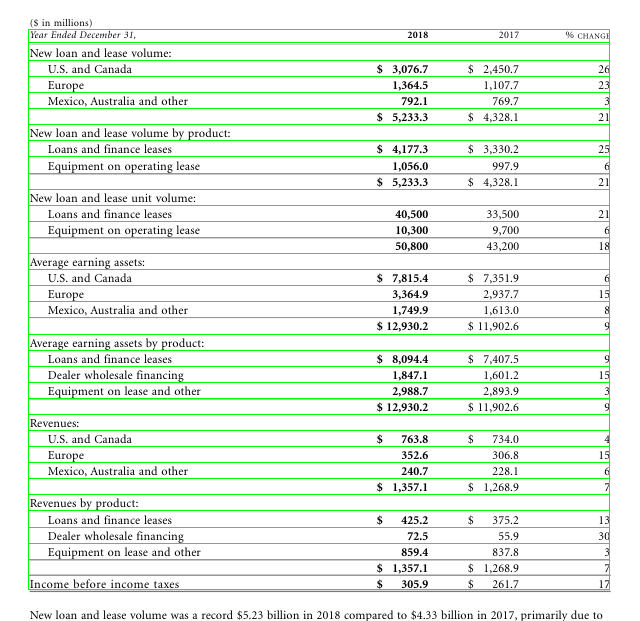 ($ in millions)
Year Ended December 31, 2018 2017 % CHANGE
New loan and lease volume:
U.S. and Canada $ 3,076.7 $ 2,450.7 26
Europe 1,364.5 1,107.7 23
Mexico, Australia and other 792.1 769.7 3
$ 5,233.3 $ 4,328.1 21
New loan and lease volume by product:
Loans and finance leases $ 4,177.3 $ 3,330.2 25
Equipment on operating lease 1,056.0 997.9 6
$ 5,233.3 $ 4,328.1 21
New loan and lease unit volume:
Loans and finance leases 40,500 33,500 21
Equipment on operating lease 10,300 9,700 6
50,800 43,200 18
Average earning assets:
U.S. and Canada $ 7,815.4 $ 7,351.9 6
Europe 3,364.9 2,937.7 15
Mexico, Australia and other 1,749.9 1,613.0 8
$ 12,930.2 $ 11,902.6 9
Average earning assets by product:
Loans and finance leases $ 8,094.4 $ 7,407.5 9
Dealer wholesale financing 1,847.1 1,601.2 15
Equipment on lease and other 2,988.7 2,893.9 3
$ 12,930.2 $ 11,902.6 9
Revenues:
U.S. and Canada $ 763.8 $ 734.0 4
Europe 352.6 306.8 15
Mexico, Australia and other 240.7 228.1 6
$ 1,357.1 $ 1,268.9 7
Revenues by product:
Loans and finance leases $ 425.2 $ 375.2 13
Dealer wholesale financing 72.5 55.9 30
Equipment on lease and other 859.4 837.8 3
$ 1,357.1 $ 1,268.9 7
Income before income taxes $ 305.9 $ 261.7 17
New loan and lease volume was a record $5.23 billion in 2018 compared to $4.33 billion in 2017, primarily due to